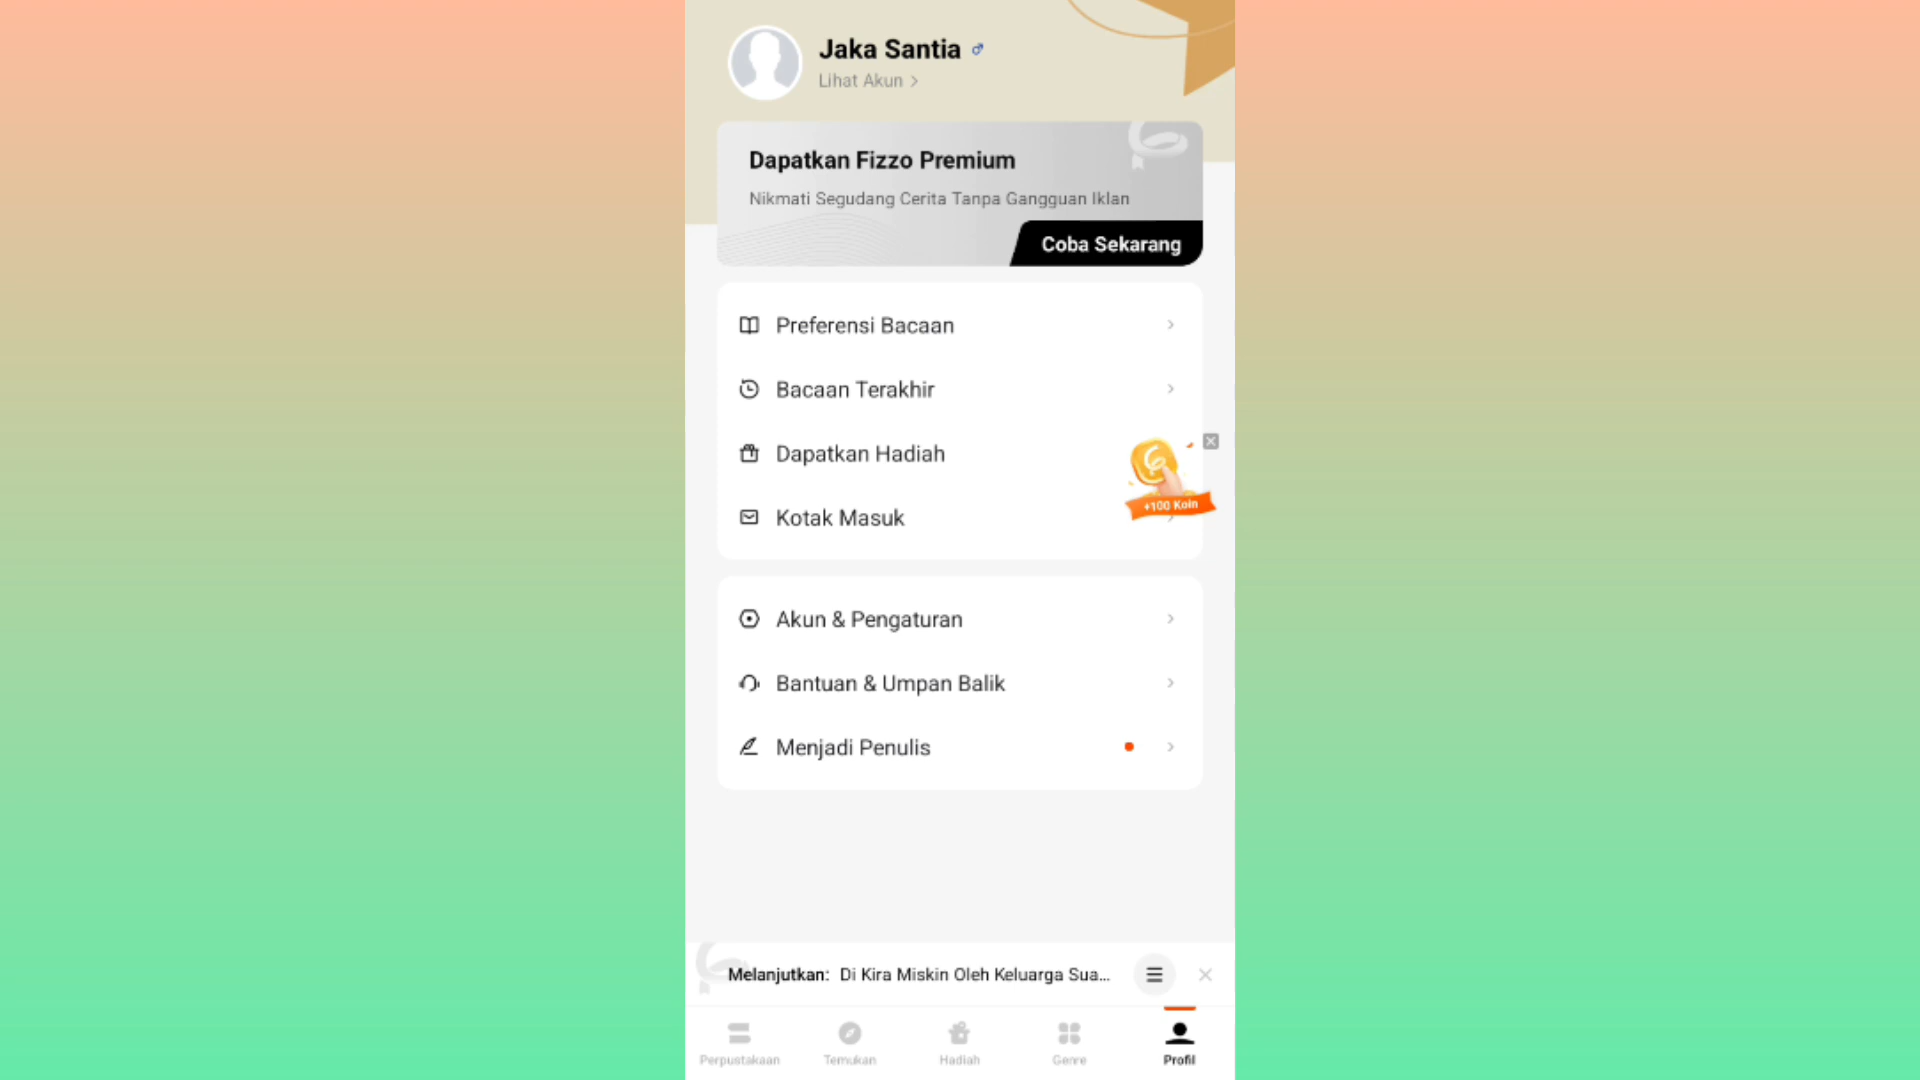 Jaka Santia
Lihat Akun
Dapatkan Fizzo Premium
Nikmati Segudang Cerita Tanpa Gangguan Iklan
Coba Sekarang
Preferensi Bacaan
Bacaan Terakhir
Dapatkan Hadiah
+100 Koin
Kotak Masuk
Akun & Pengaturan
Bantuan & Umpan Balik
Menjadi Penulis
Melanjutkan: Di Kira Miskin Oleh Keluarga Sua...
Perpustakaan
Temukan
Hadiah
Genre
Profil